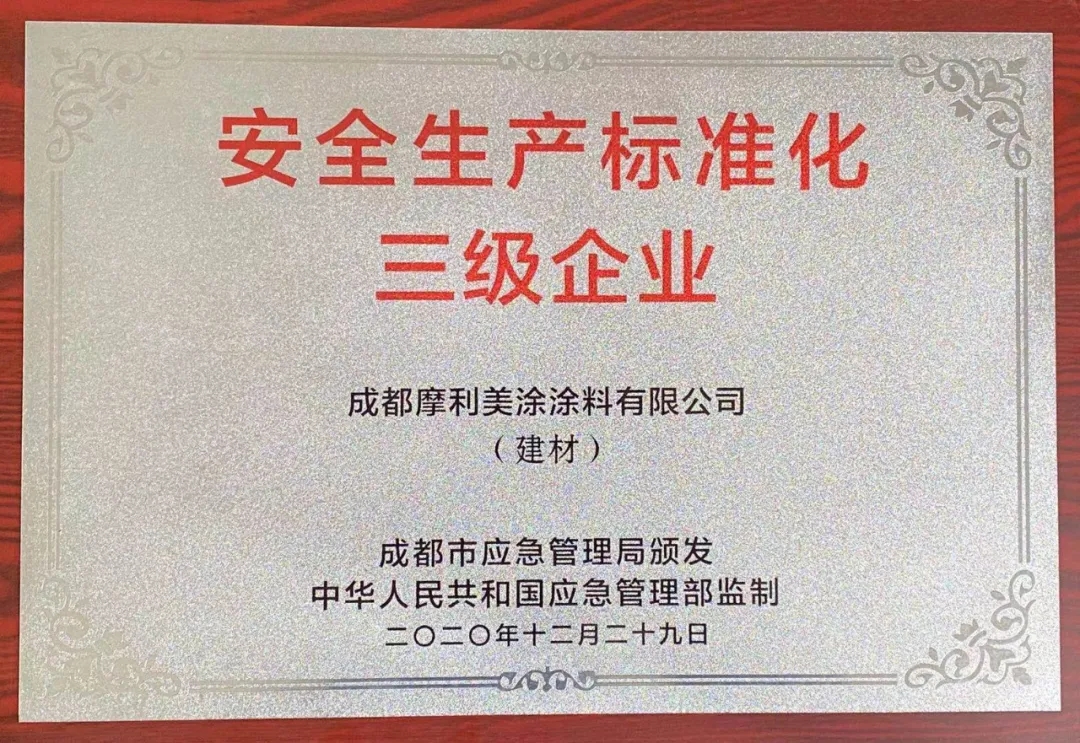 安全生产标准化
三级企业
成都摩利美涂涂料有限公司
（建材）
成都市应急管理局颁发
中华人民共和国应急管理部监制
二〇二〇年十二月二十九日